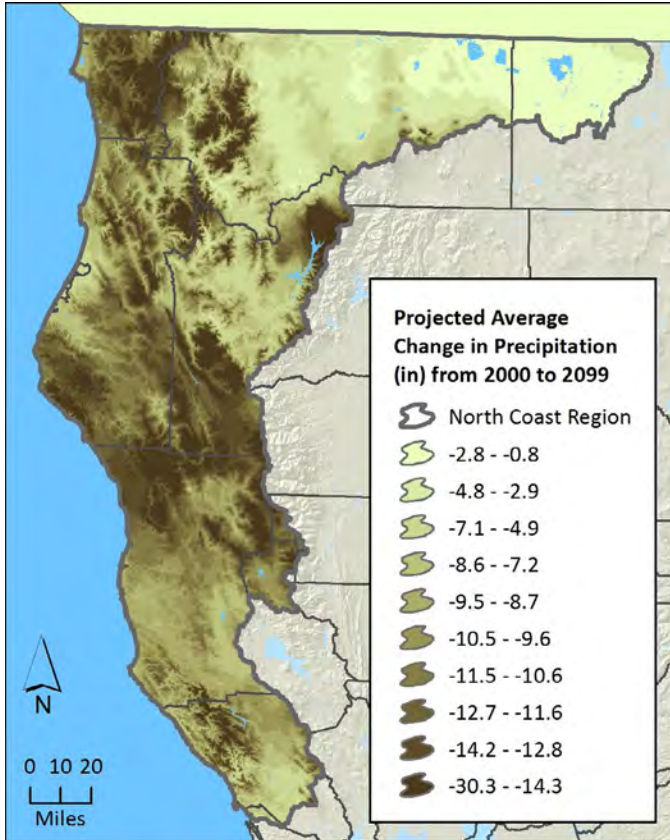 Projected Average
Change in Precipitation
(in) from 2000 to 2099
North Coast Region
-2.8 - -0.8
-4.8 - -2.9
-7.1 - -4.9
-8.6 - -7.2
-9.5 - -8.7
-10.5 - -9.6
-11.5 - -10.6
-12.7 - -11.6
-14.2 - -12.8
-30.3 - -14.3
N
0 10 20
Miles